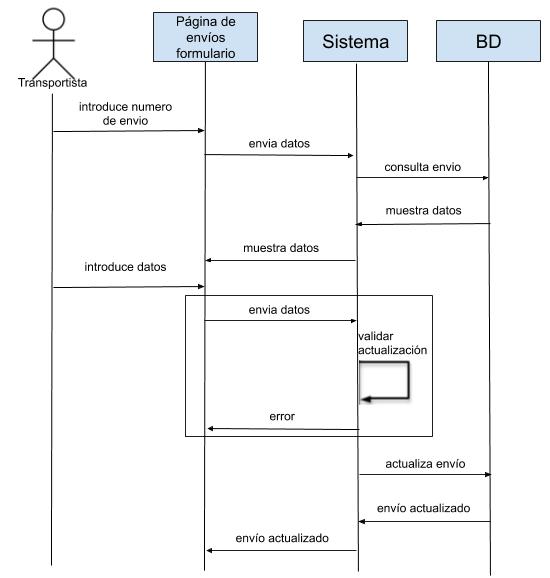 Página de
envíos
formulario
Sistema
BD
Transportista
introduce numero
de envio
envia datos
consulta envio
muestra datos
muestra datos
introduce datos
envia datos
validar
actualización
error
actualiza envío
envío actualizado
envío actualizado